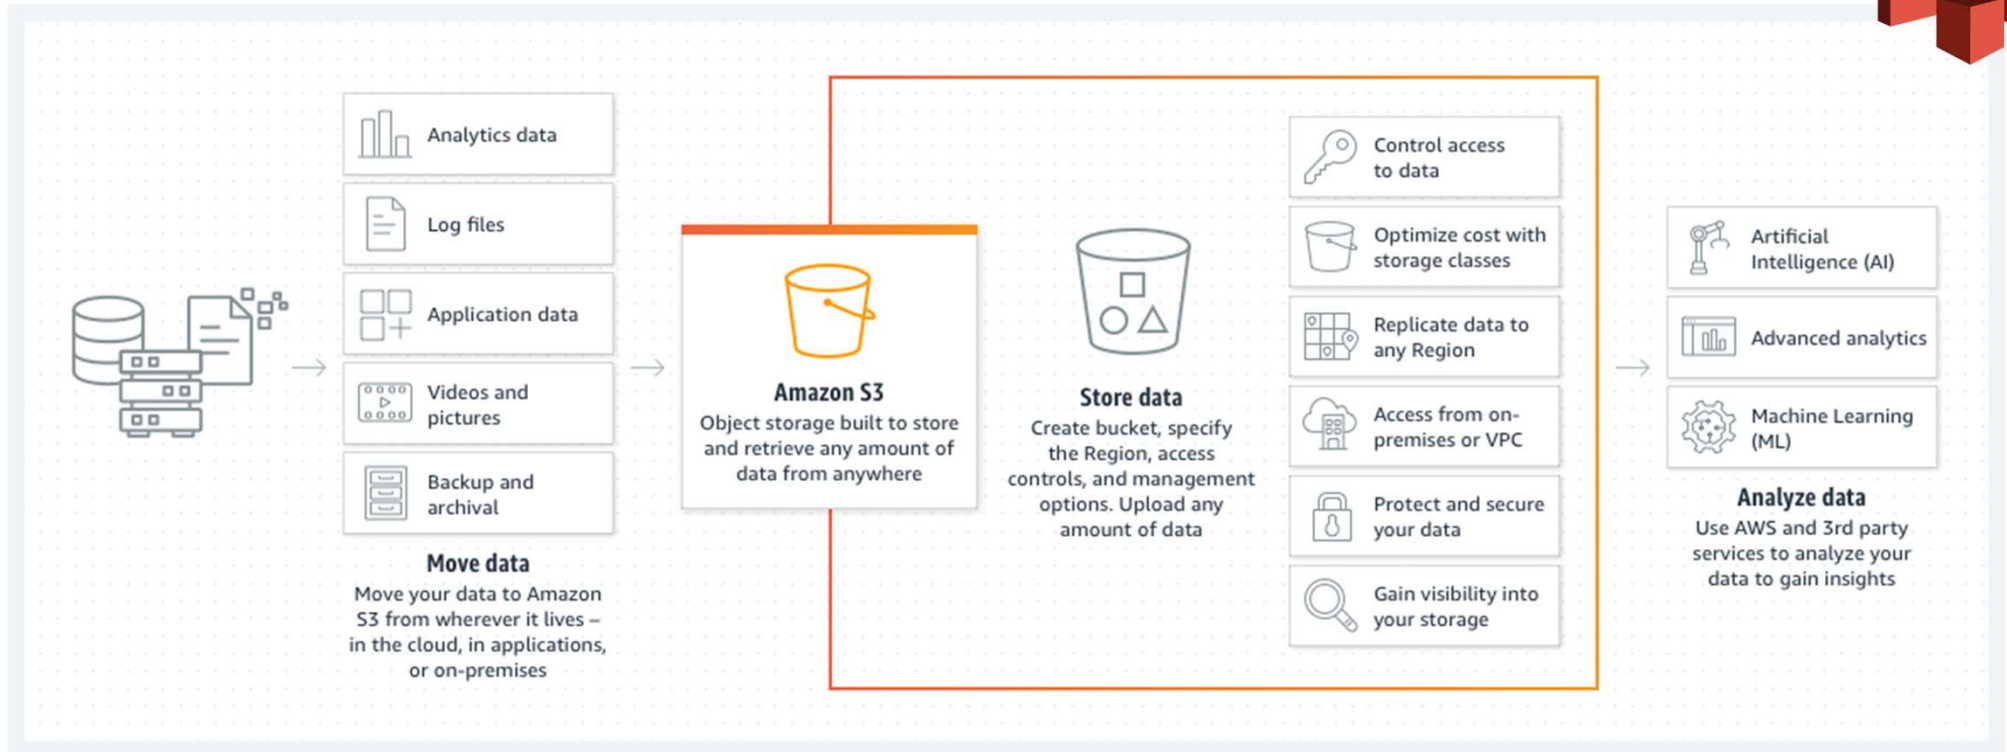 Analytics data
Log files
Application data
Videos and
pictures
Backup and
archival
Move data
Move your data to Amazon
S3 from wherever it lives –
in the cloud, in applications,
or on-premises
Amazon S3
Object storage built to store
and retrieve any amount of
data from anywhere
Store data
Create bucket, specify
the Region, access
controls, and management
options. Upload any
amount of data
Control access
to data
Optimize cost with
storage classes
Replicate data to
any Region
Access from on-
premises or VPC
Protect and secure
your data
Gain visibility into
your storage
Artificial
Intelligence (AI)
Advanced analytics
Machine Learning
(ML)
Analyze data
Use AWS and 3rd party
services to analyze your
data to gain insights